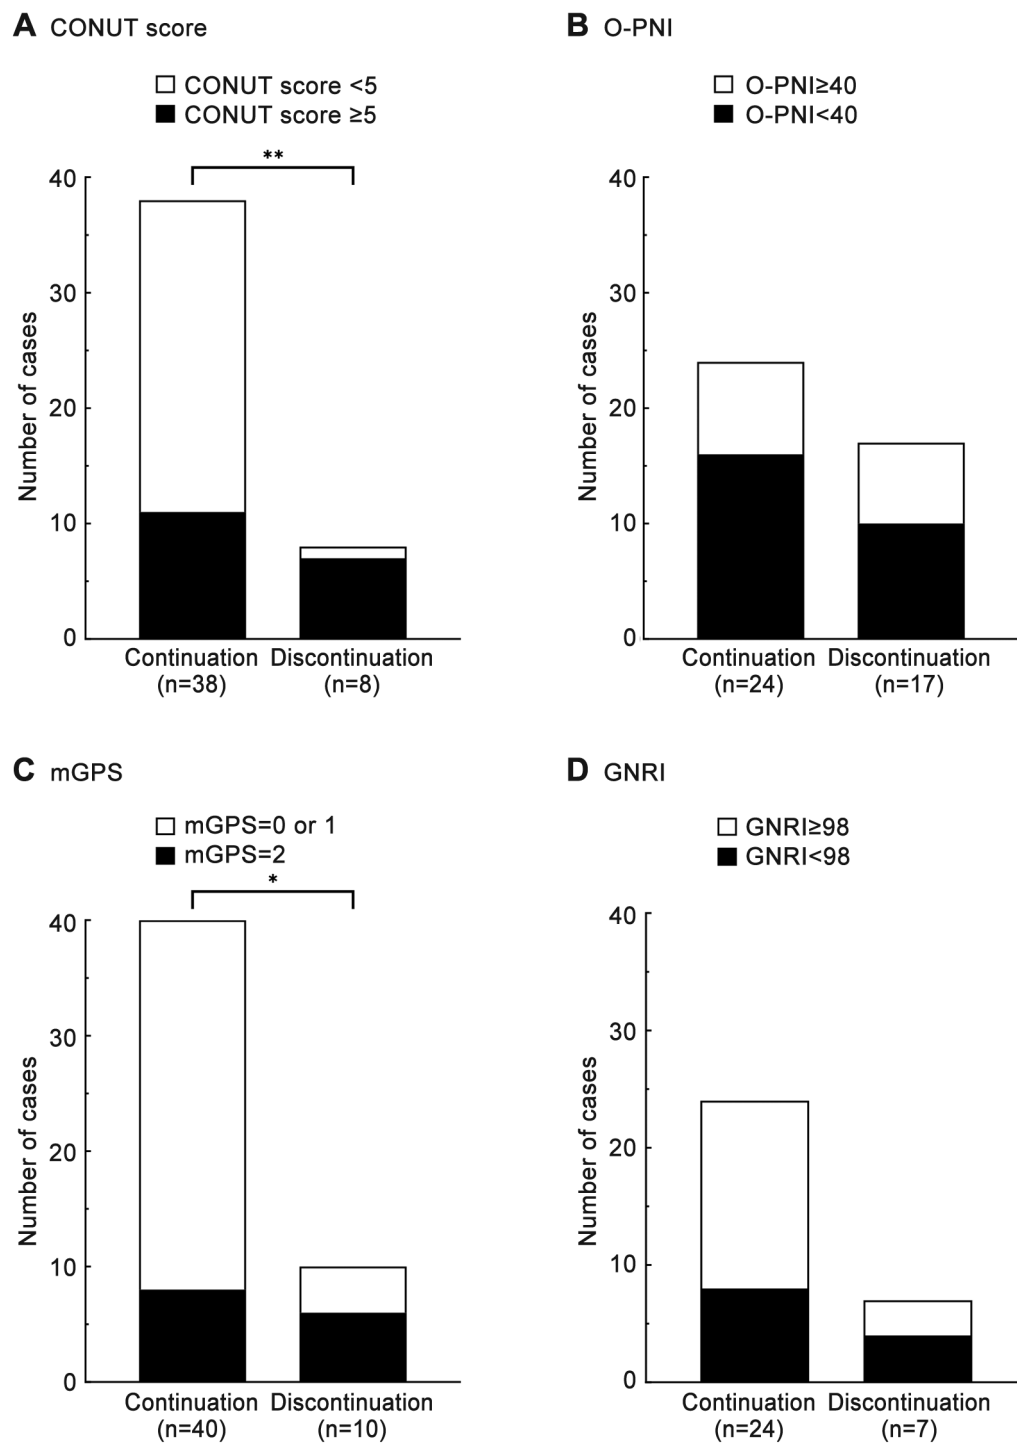 A CONUT score
CONUT score <5
CONUT score ≥5
**
40
30
20
10
0
Number of cases
Continuation
(n=38)
Discontinuation
(n=8)
B O-PNI
O-PNI≥40
O-PNI<40
40
30
20
10
0
Number of cases
Continuation
(n=24)
Discontinuation
(n=17)
C mGPS
mGPS=0 or 1
mGPS=2
*
40
30
20
10
0
Number of cases
Continuation
(n=40)
Discontinuation
(n=10)
D GNRI
GNRI≥98
GNRI<98
40
30
20
10
0
Number of cases
Continuation
(n=24)
Discontinuation
(n=7)